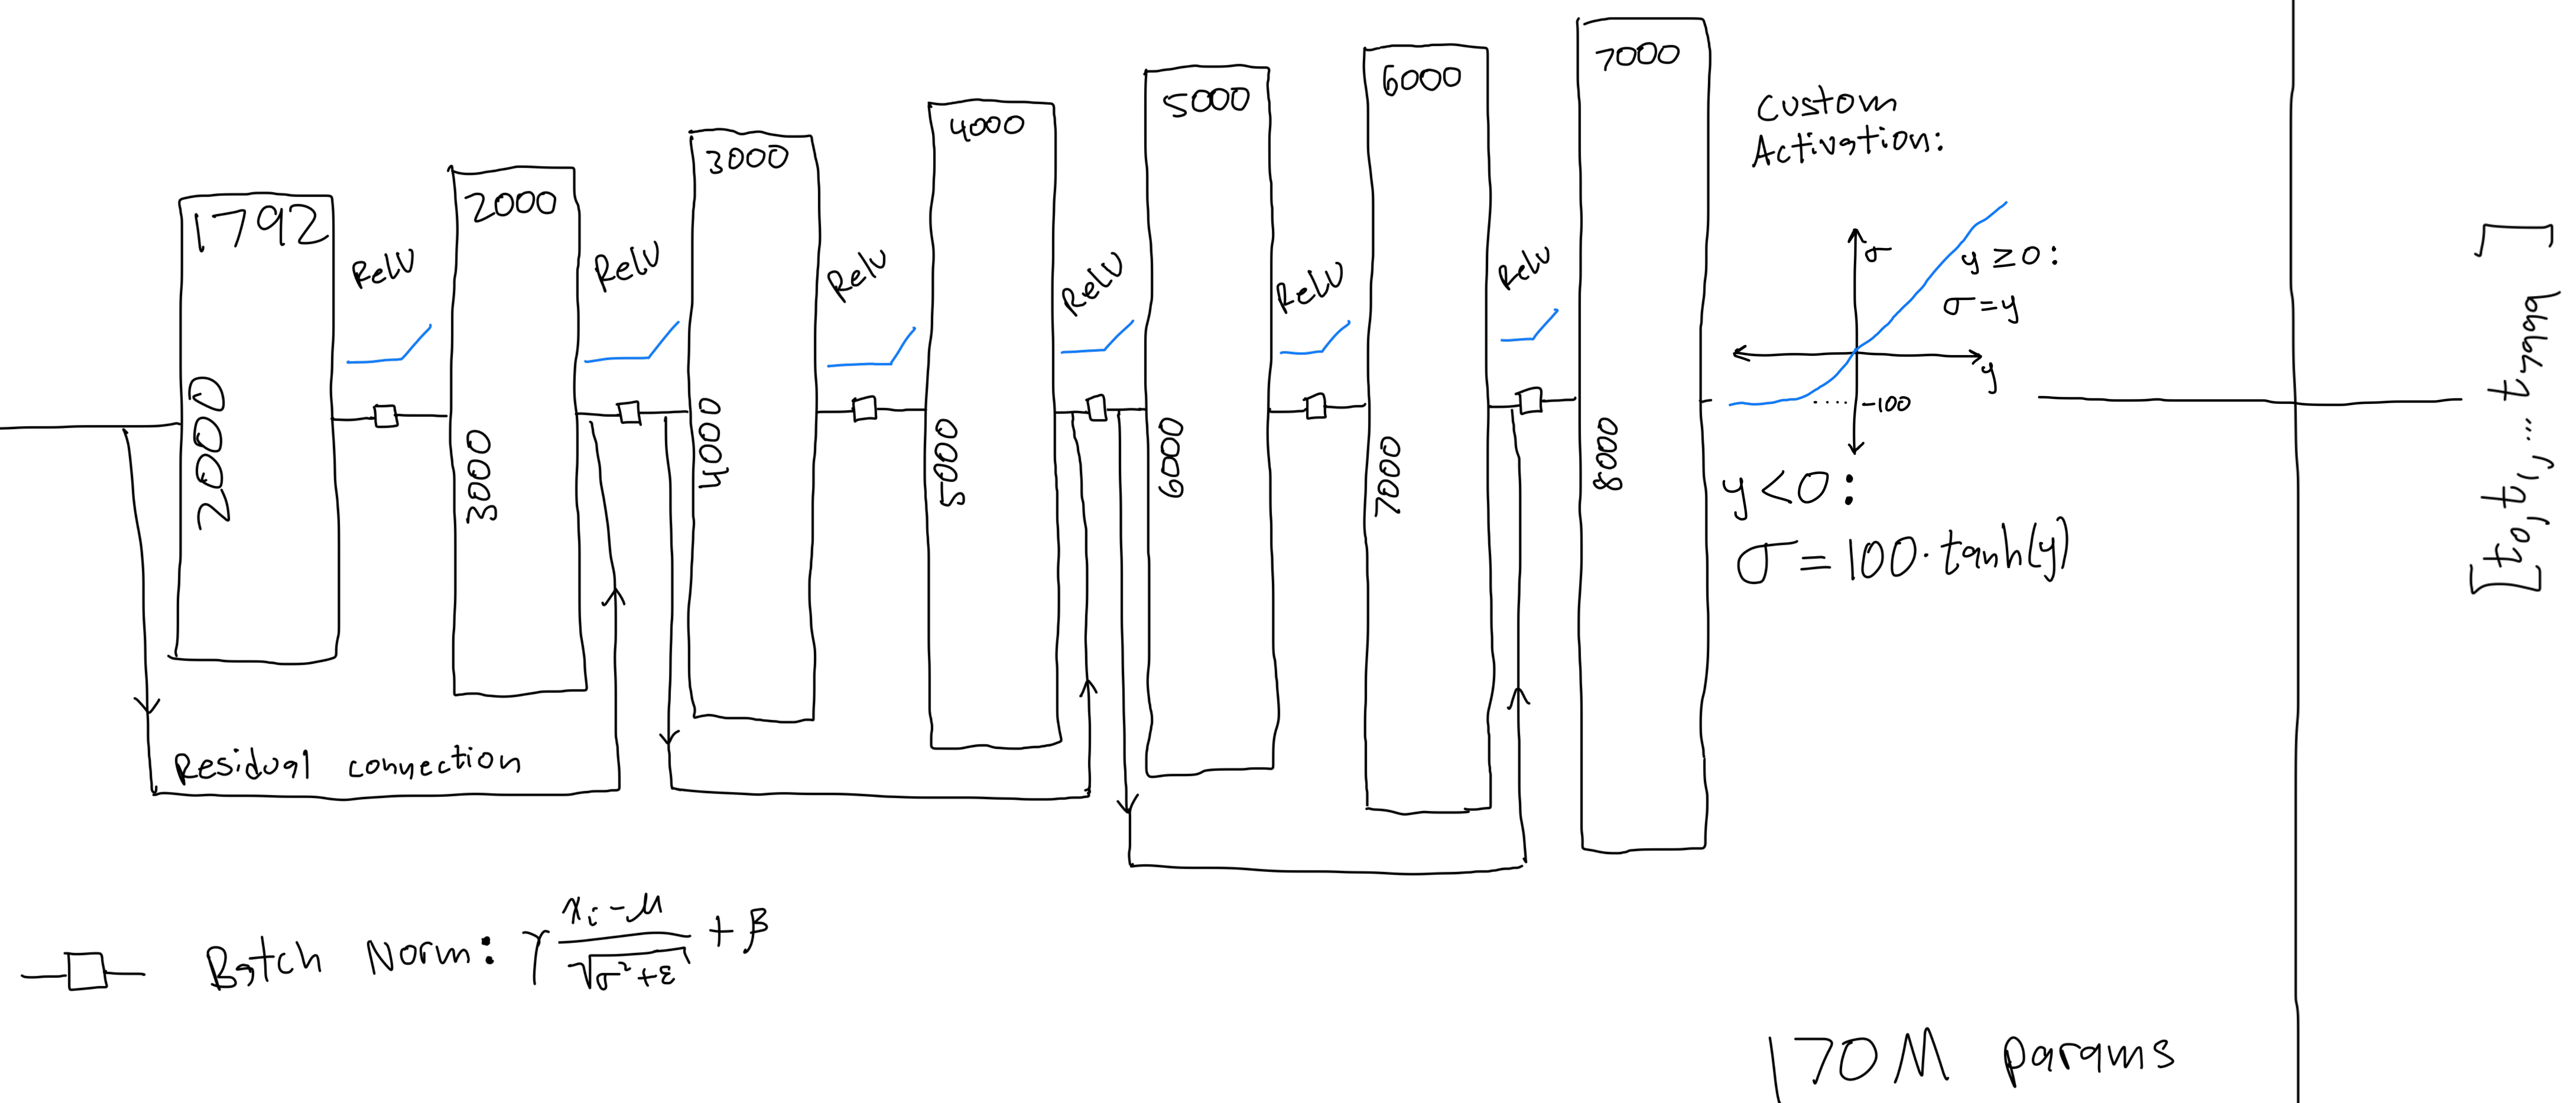 1792
2000
ReLU
2000
3000
ReLU
3000
4000
ReLU
4000
5000
ReLU
5000
6000
ReLU
6000
7000
ReLU
7000
8000
Custom
Activation:
σ
y ≥ 0:
σ = y
y
-100
y < 0:
σ = 100·tanh(y)
Residual connection
Batch Norm: γ (xᵢ - μ)/√(σ² + ε) + β
170M params
[t₀, t₁, ...